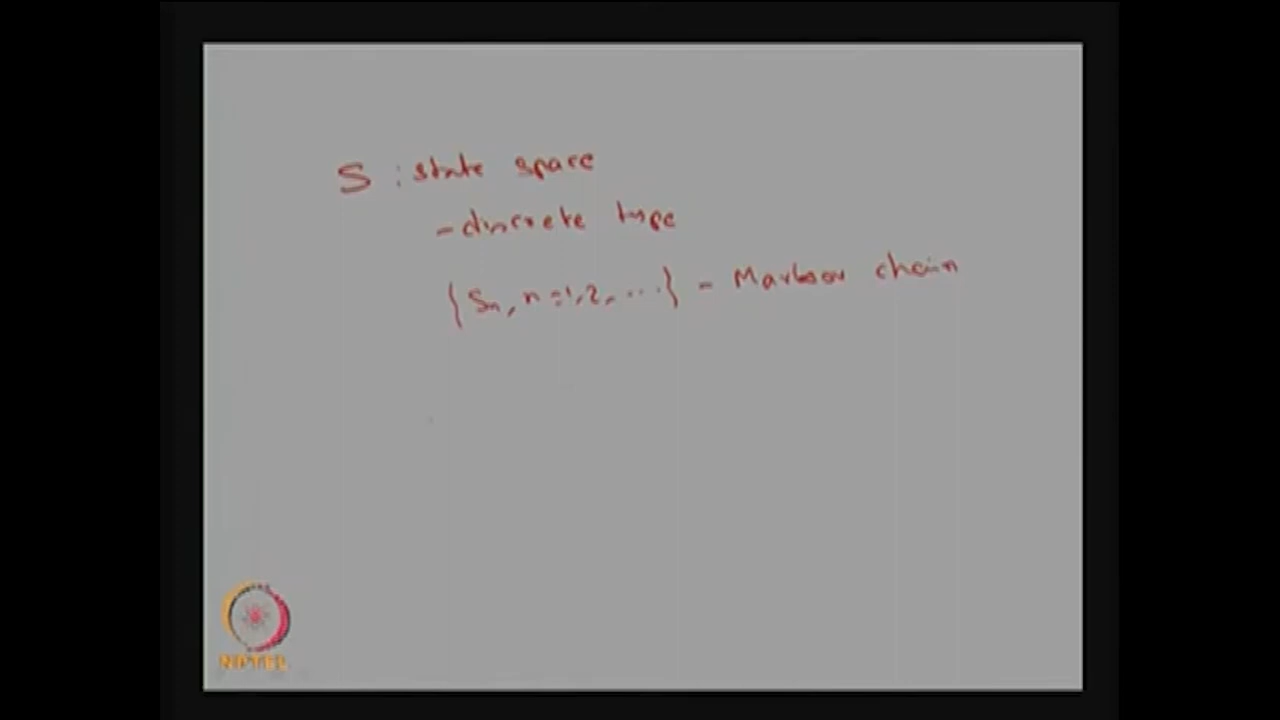 S : state space
- discrete type
{Sn, n=1,2, ...} - Markov chain
NPTEL